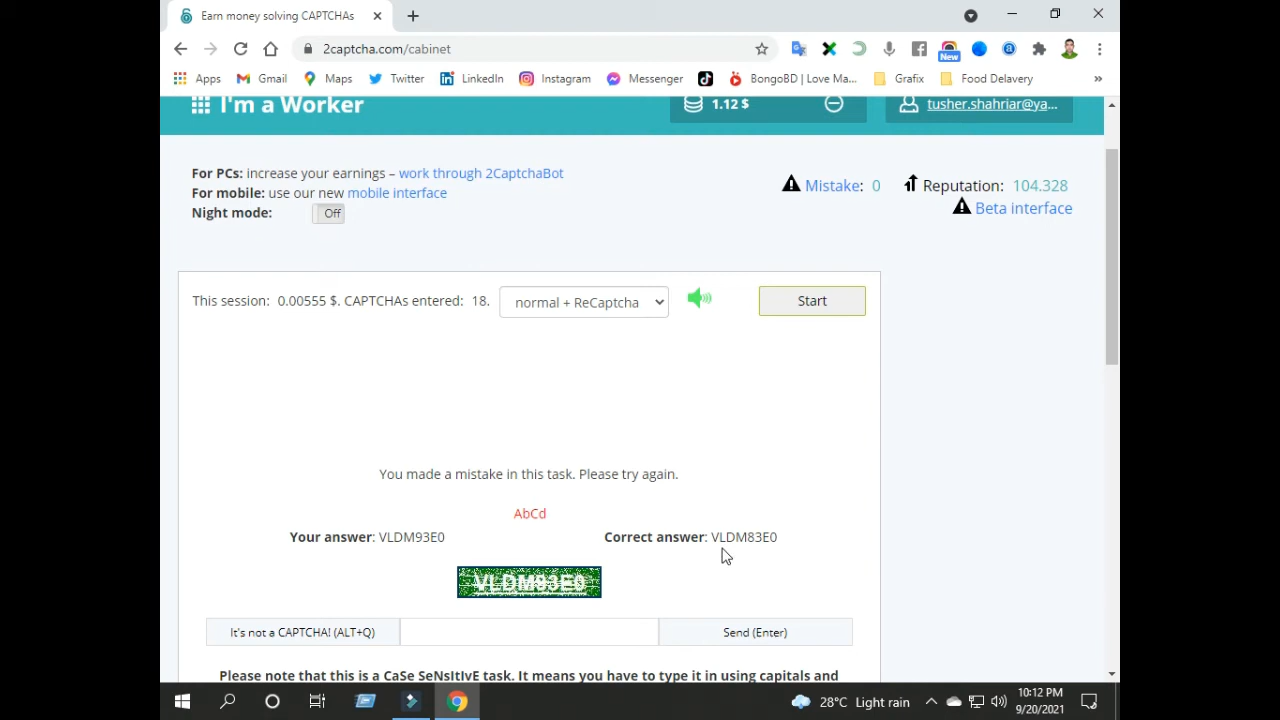 Earn money solving CAPTCHAs
2captcha.com/cabinet
New
Apps Gmail Maps Twitter LinkedIn Instagram Messenger BongoBD | Love Ma... Grafix Food Delavery »
I'm a Worker 1.12 $ tusher.shahriar@ya...
For PCs: increase your earnings – work through 2CaptchaBot
For mobile: use our new mobile interface
Night mode: Off
Mistake: 0 Reputation: 104.328
Beta interface
This session: 0.00555 $. CAPTCHAs entered: 18. normal + ReCaptcha Start
You made a mistake in this task. Please try again.
AbCd
Your answer: VLDM93E0 Correct answer: VLDM83E0
It's not a CAPTCHA! (ALT+Q) Send (Enter)
Please note that this is a CaSe SeNsItIvE task. It means you have to type it in using capitals and
28°C Light rain 10:12 PM
9/20/2021